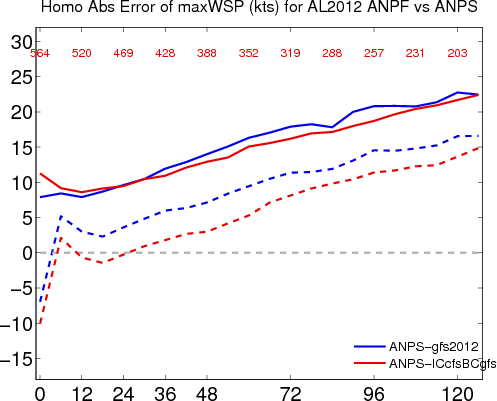 Homo Abs Error of maxWSP (kts) for AL2012 ANPF vs ANPS
30
564 520 469 428 388 352 319 288 257 231 203
25
20
15
10
5
0
−5
−10
−15
ANPS-gfs2012
ANPS-ICcfsBCgfs
0 12 24 36 48 72 96 120